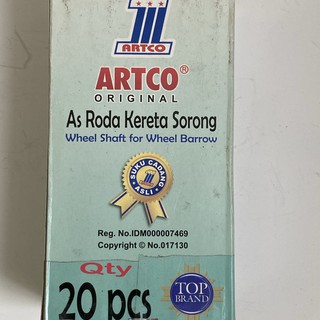 ARTCO
ARTCO®
ORIGINAL
As Roda Kereta Sorong
Wheel Shaft for Wheel Barrow
SUKU CADANG
ASLI
Reg. No.IDM000007469
Copyright © No.017130
Qty
20 pcs
TOP
BRAND